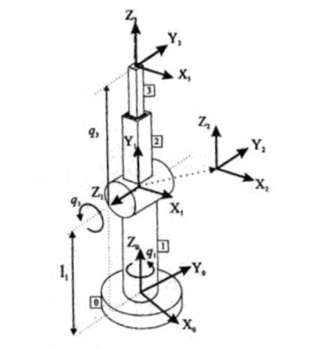 Z₃
Y₃
X₃
3
q₃
2
Y₁
Z₂
Y₂
X₂
Z₁
X₁
q₂
1
Z₀
q₁
Y₀
l₁
0
X₀